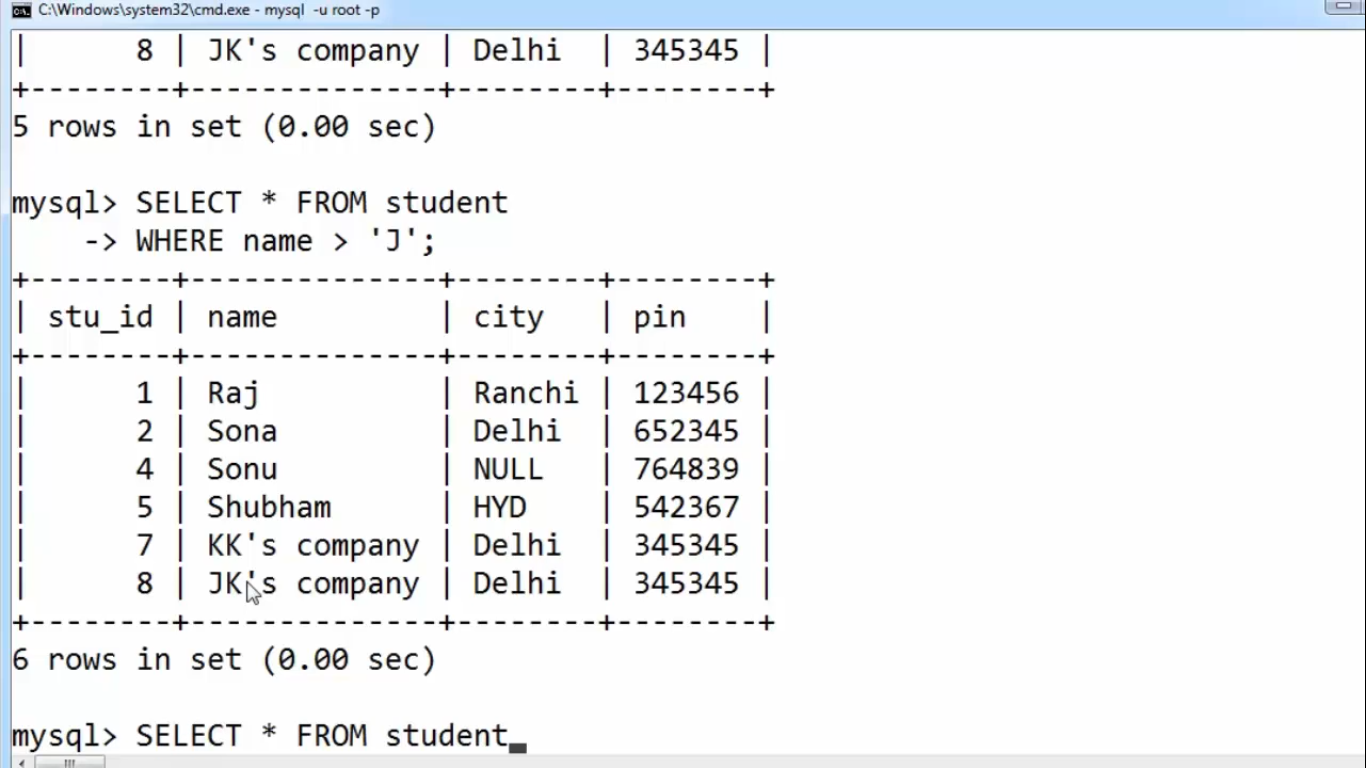 C:\Windows\system32\cmd.exe - mysql  -u root -p
|      8 | JK's company | Delhi  | 345345 |
+--------+--------------+--------+--------+
5 rows in set (0.00 sec)
mysql> SELECT * FROM student
    -> WHERE name > 'J';
+--------+--------------+--------+--------+
| stu_id | name         | city   | pin    |
+--------+--------------+--------+--------+
|      1 | Raj          | Ranchi | 123456 |
|      2 | Sona         | Delhi  | 652345 |
|      4 | Sonu         | NULL   | 764839 |
|      5 | Shubham      | HYD    | 542367 |
|      7 | KK's company | Delhi  | 345345 |
|      8 | JK's company | Delhi  | 345345 |
+--------+--------------+--------+--------+
6 rows in set (0.00 sec)
mysql> SELECT * FROM student